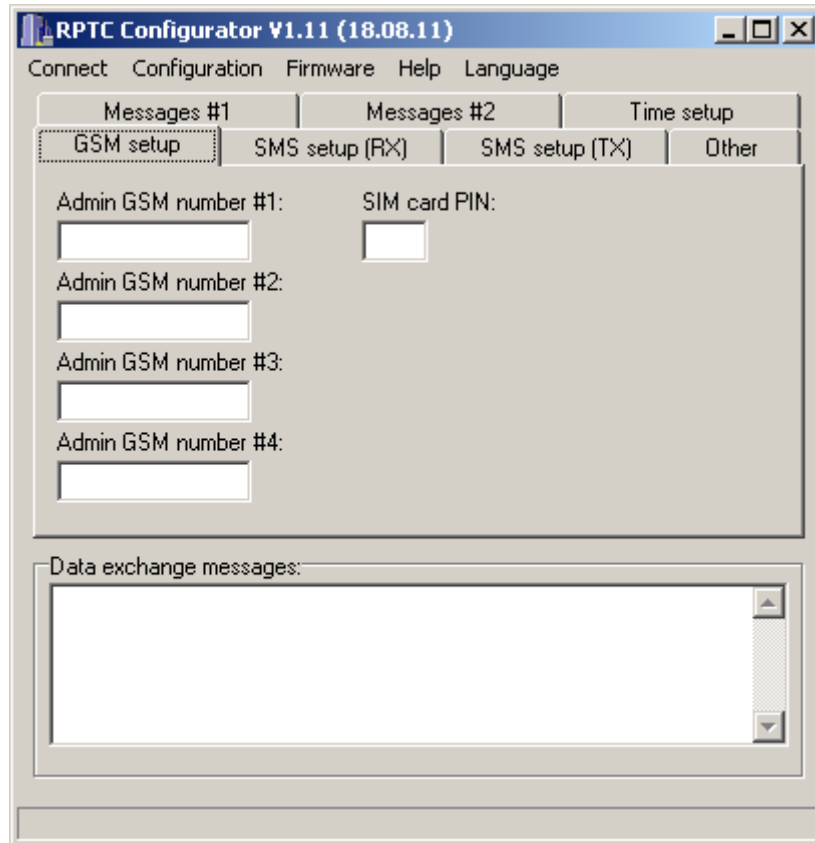 RPTC Configurator V1.11 (18.08.11)
Connect Configuration Firmware Help Language
Messages #1 Messages #2 Time setup
GSM setup SMS setup (RX) SMS setup (TX) Other
Admin GSM number #1: SIM card PIN:
Admin GSM number #2:
Admin GSM number #3:
Admin GSM number #4:
Data exchange messages: